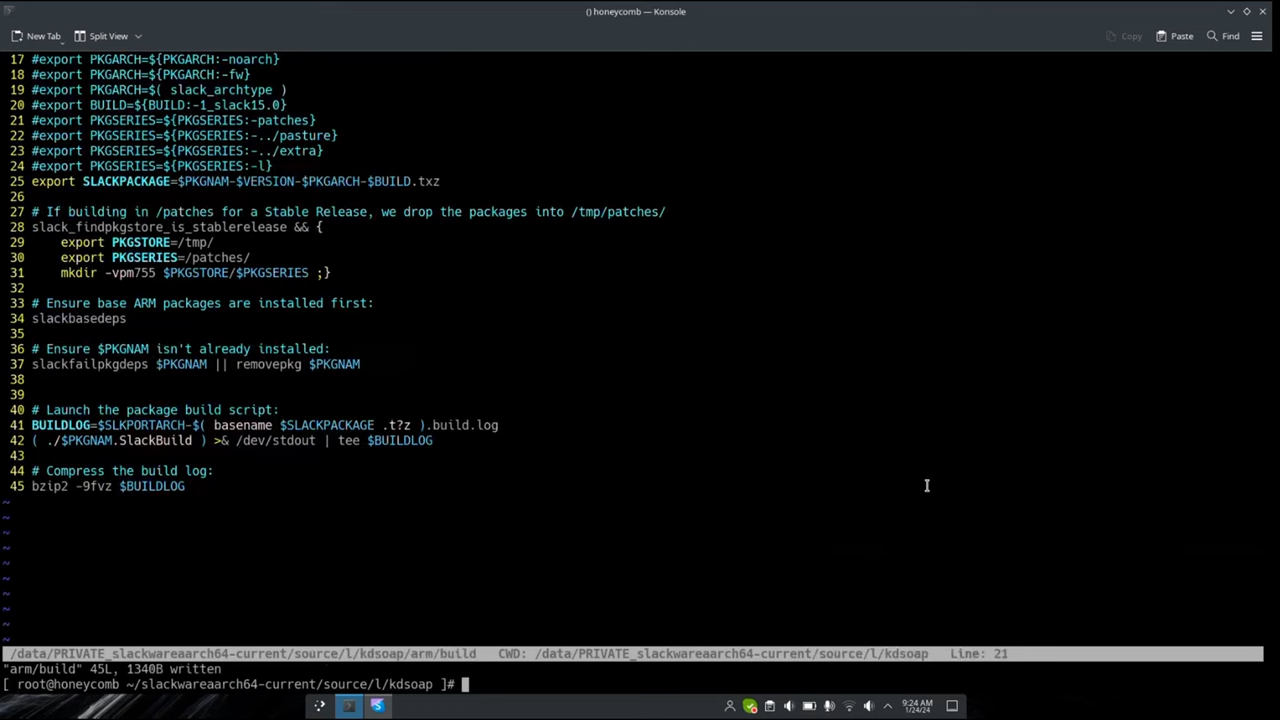 () honeycomb — Konsole
New Tab
Split View
Copy
Paste
Find
17 #export PKGARCH=${PKGARCH:-noarch}
18 #export PKGARCH=${PKGARCH:-fw}
19 #export PKGARCH=$( slack_archtype )
20 #export BUILD=${BUILD:-1_slack15.0}
21 #export PKGSERIES=${PKGSERIES:-patches}
22 #export PKGSERIES=${PKGSERIES:-../pasture}
23 #export PKGSERIES=${PKGSERIES:-../extra}
24 #export PKGSERIES=${PKGSERIES:-l}
25 export SLACKPACKAGE=$PKGNAM-$VERSION-$PKGARCH-$BUILD.txz
26
27 # If building in /patches for a Stable Release, we drop the packages into /tmp/patches/
28 slack_findpkgstore_is_stablerelease && {
29     export PKGSTORE=/tmp/
30     export PKGSERIES=/patches/
31     mkdir -vpm755 $PKGSTORE/$PKGSERIES ;}
32
33 # Ensure base ARM packages are installed first:
34 slackbasedeps
35
36 # Ensure $PKGNAM isn't already installed:
37 slackfailpkgdeps $PKGNAM || removepkg $PKGNAM
38
39
40 # Launch the package build script:
41 BUILDLOG=$SLKPORTARCH-$( basename $SLACKPACKAGE .t?z ).build.log
42 ( ./$PKGNAM.SlackBuild ) >& /dev/stdout | tee $BUILDLOG
43
44 # Compress the build log:
45 bzip2 -9fvz $BUILDLOG
~
~
~
~
~
~
~
~
~
~
/data/PRIVATE_slackwareaarch64-current/source/l/kdsoap/arm/build   CWD: /data/PRIVATE_slackwareaarch64-current/source/l/kdsoap   Line: 21
"arm/build" 45L, 1340B written
[ root@honeycomb ~/slackwareaarch64-current/source/l/kdsoap ]#
9:24 AM
1/24/24